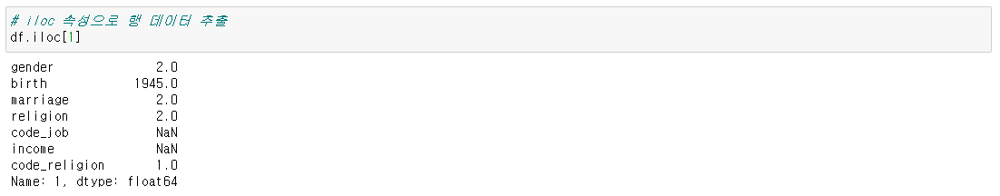 # iloc 속성으로 행 데이터 추출
df.iloc[1]
gender 2.0
birth 1945.0
marriage 2.0
religion 2.0
code_job NaN
income NaN
code_religion 1.0
Name: 1, dtype: float64